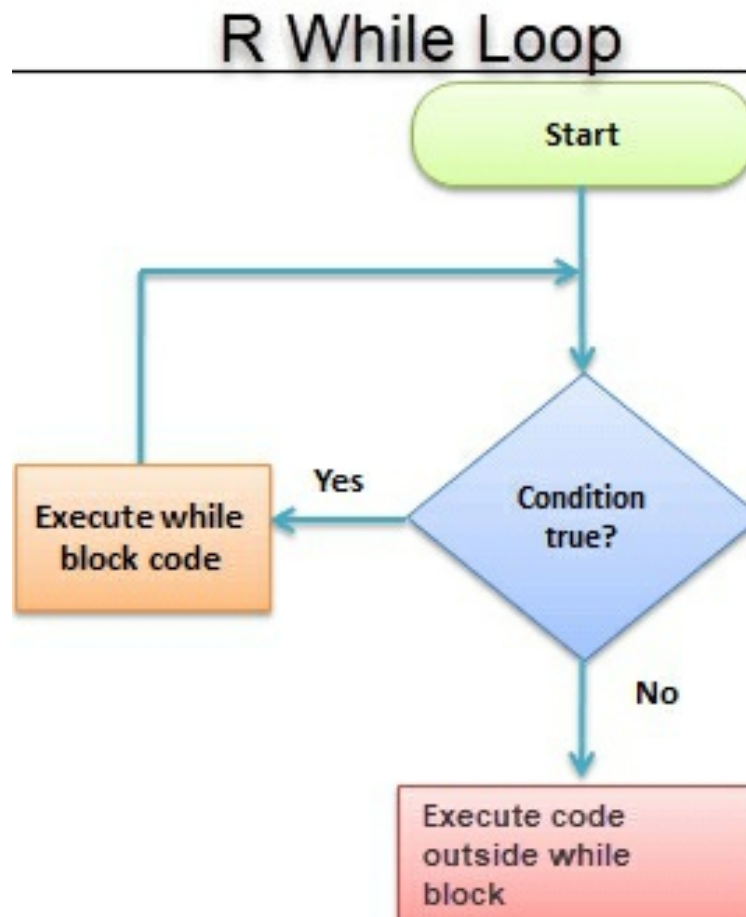 R While Loop
Start
Yes
Execute while
block code
Condition
true?
No
Execute code
outside while
block